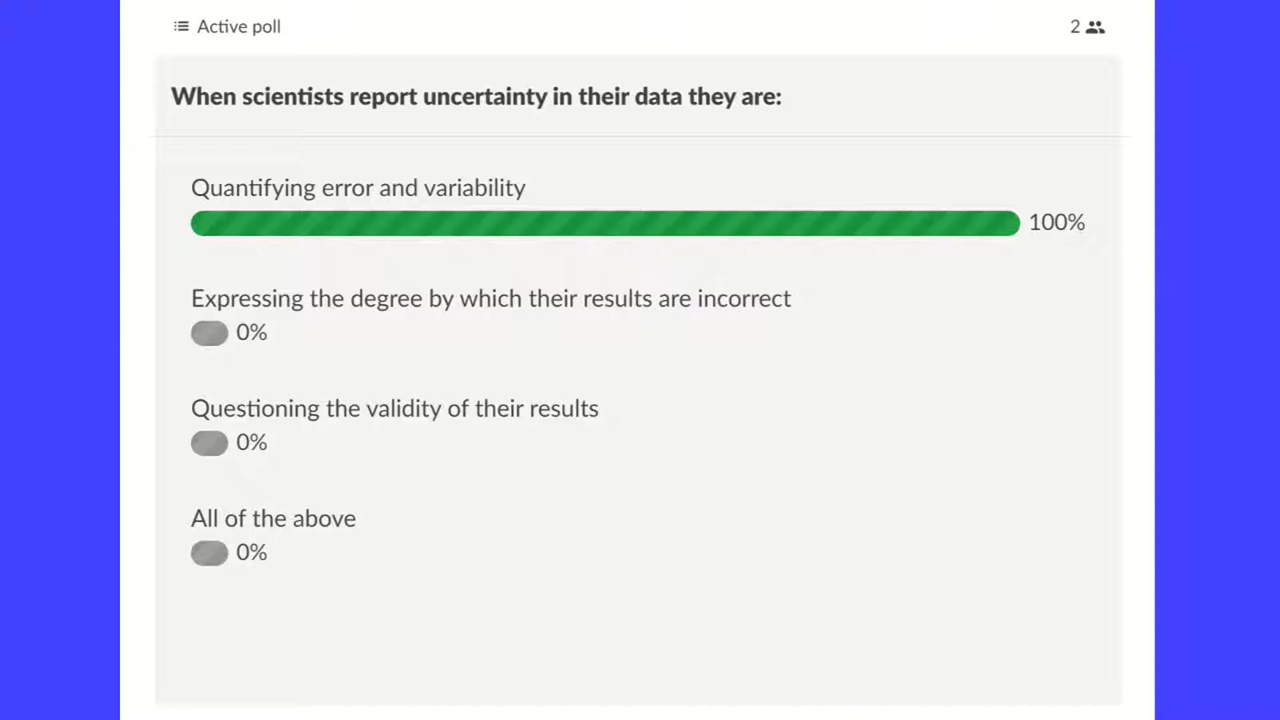 Active poll
2
When scientists report uncertainty in their data they are:
Quantifying error and variability
100%
Expressing the degree by which their results are incorrect
0%
Questioning the validity of their results
0%
All of the above
0%